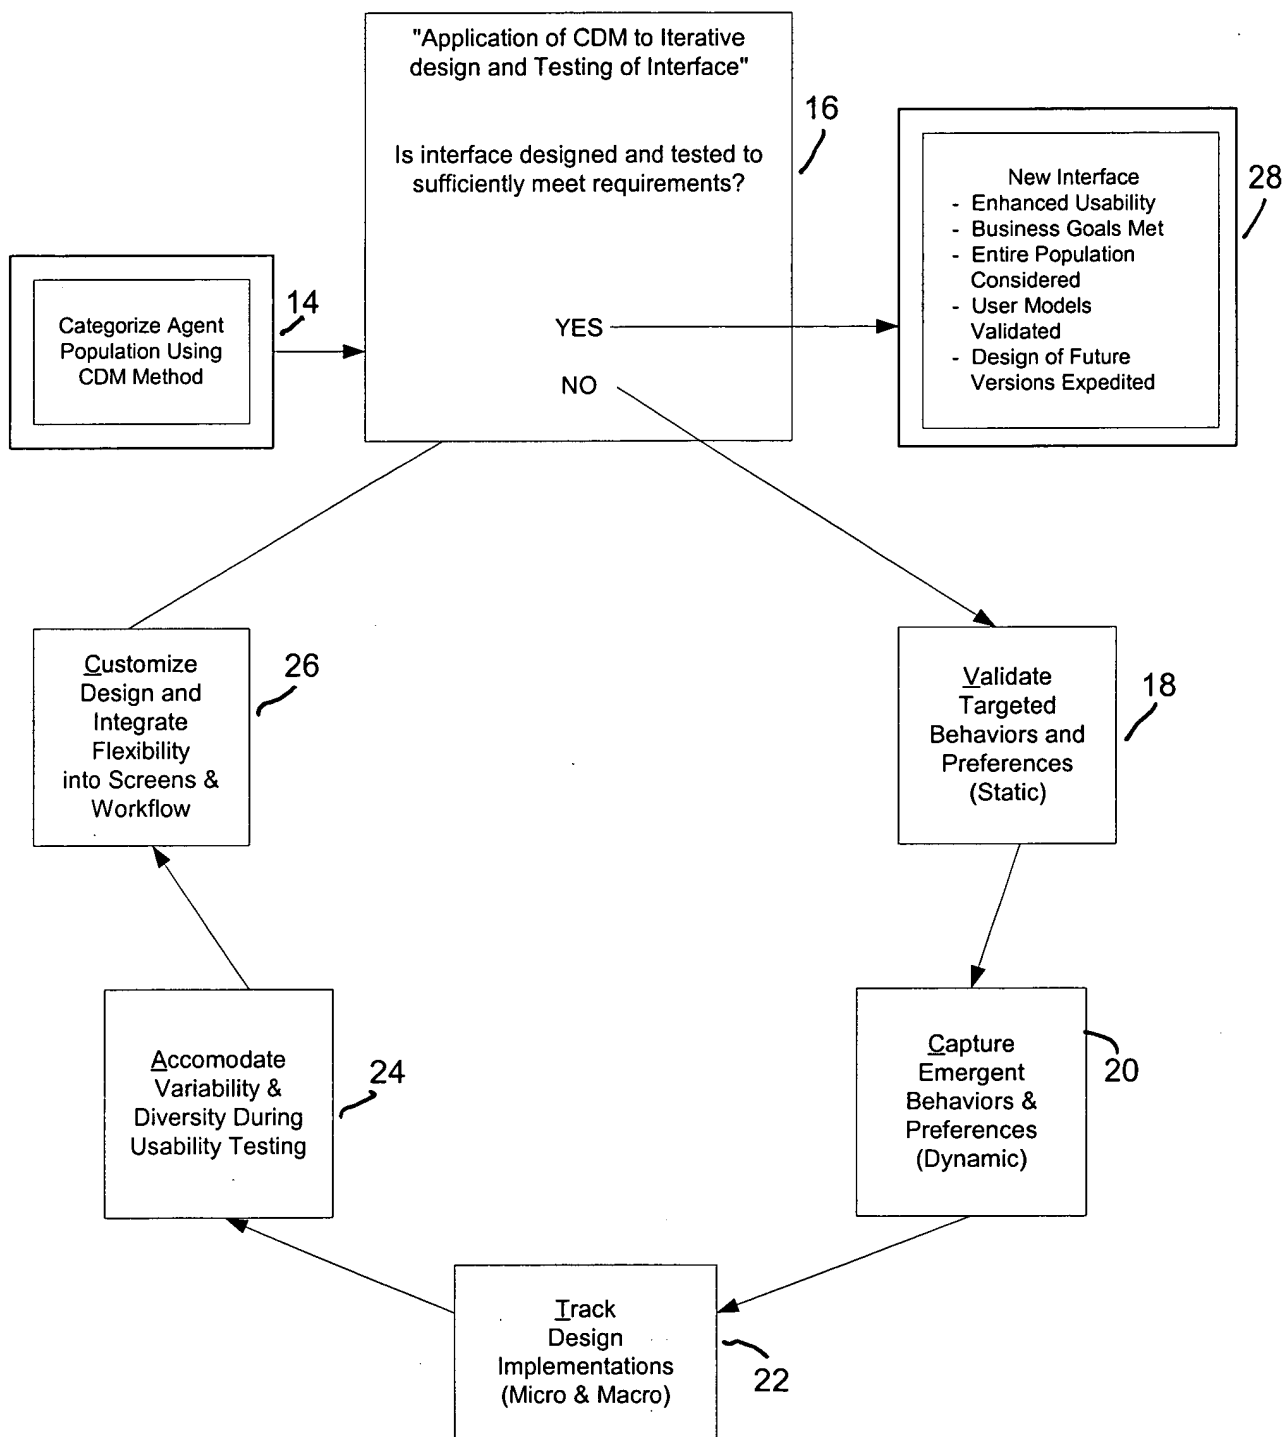 "Application of CDM to Iterative
design and Testing of Interface"
Is interface designed and tested to
sufficiently meet requirements?
YES
NO
16
New Interface
- Enhanced Usability
- Business Goals Met
- Entire Population
Considered
- User Models
Validated
- Design of Future
Versions Expedited
28
Categorize Agent
Population Using
CDM Method
14
Validate
Targeted
Behaviors and
Preferences
(Static)
18
Capture
Emergent
Behaviors &
Preferences
(Dynamic)
20
Track
Design
Implementations
(Micro & Macro)
22
Accomodate
Variability &
Diversity During
Usability Testing
24
Customize
Design and
Integrate
Flexibility
into Screens &
Workflow
26